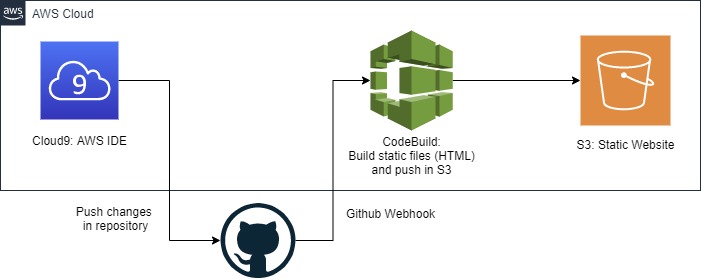 aws
AWS Cloud
9
Cloud9: AWS IDE
CodeBuild:
Build static files (HTML)
and push in S3
S3: Static Website
Push changes
in repository
Github Webhook